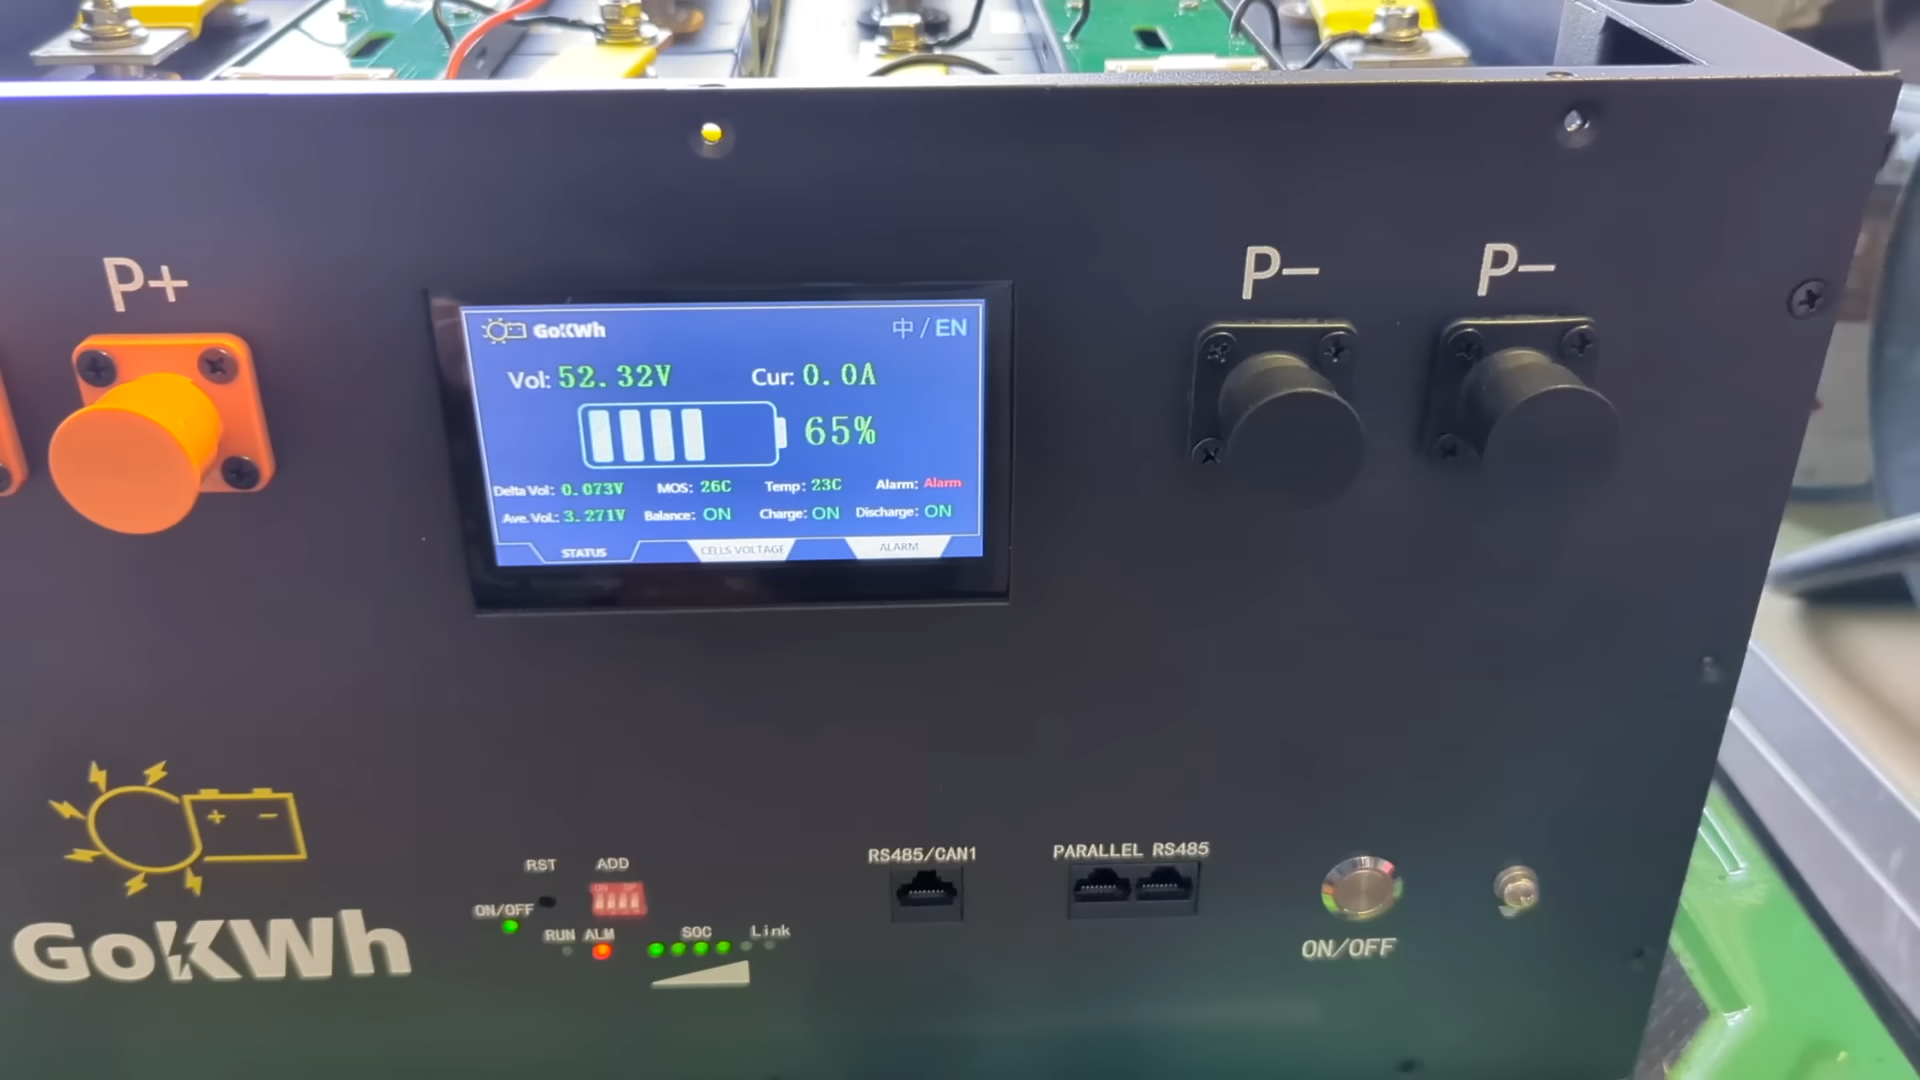 P+
P−
P−
GoKWh
中/EN
Vol: 52.32V
Cur: 0.0A
65%
Delta Vol: 0.073V
MOS: 26C
Temp: 23C
Alarm: Alarm
Ave.Vol.: 3.271V
Balance: ON
Charge: ON
Discharge: ON
STATUS
CELLS VOLTAGE
ALARM
+ −
GoKWh
RST
ADD
ON/OFF
RUN
ALM
SOC
Link
RS485/CAN1
PARALLEL RS485
ON/OFF